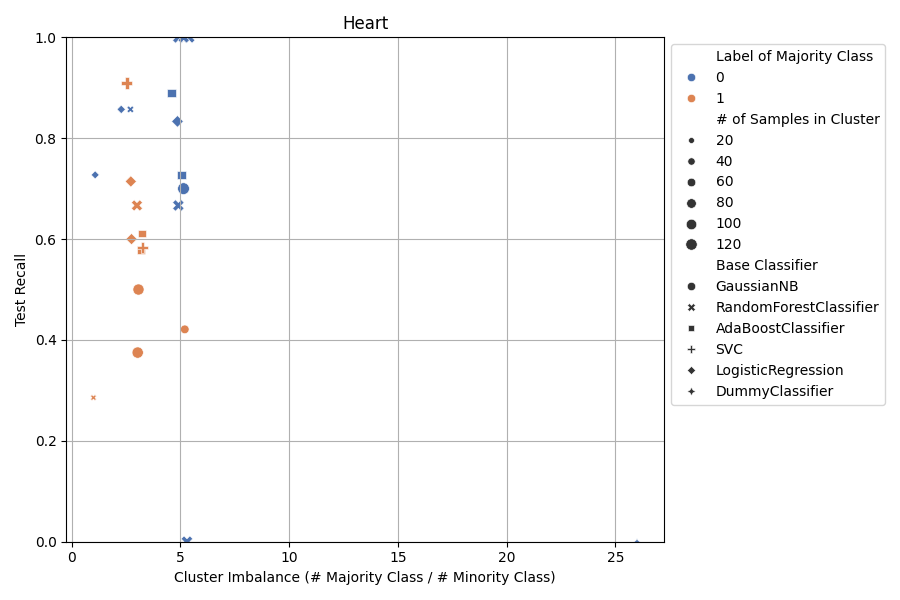 Heart
1.0
0.8
0.6
0.4
0.2
0.0
Test Recall
0 5 10 15 20 25
Cluster Imbalance (# Majority Class / # Minority Class)
Label of Majority Class
0
1
# of Samples in Cluster
20
40
60
80
100
120
Base Classifier
GaussianNB
RandomForestClassifier
AdaBoostClassifier
SVC
LogisticRegression
DummyClassifier